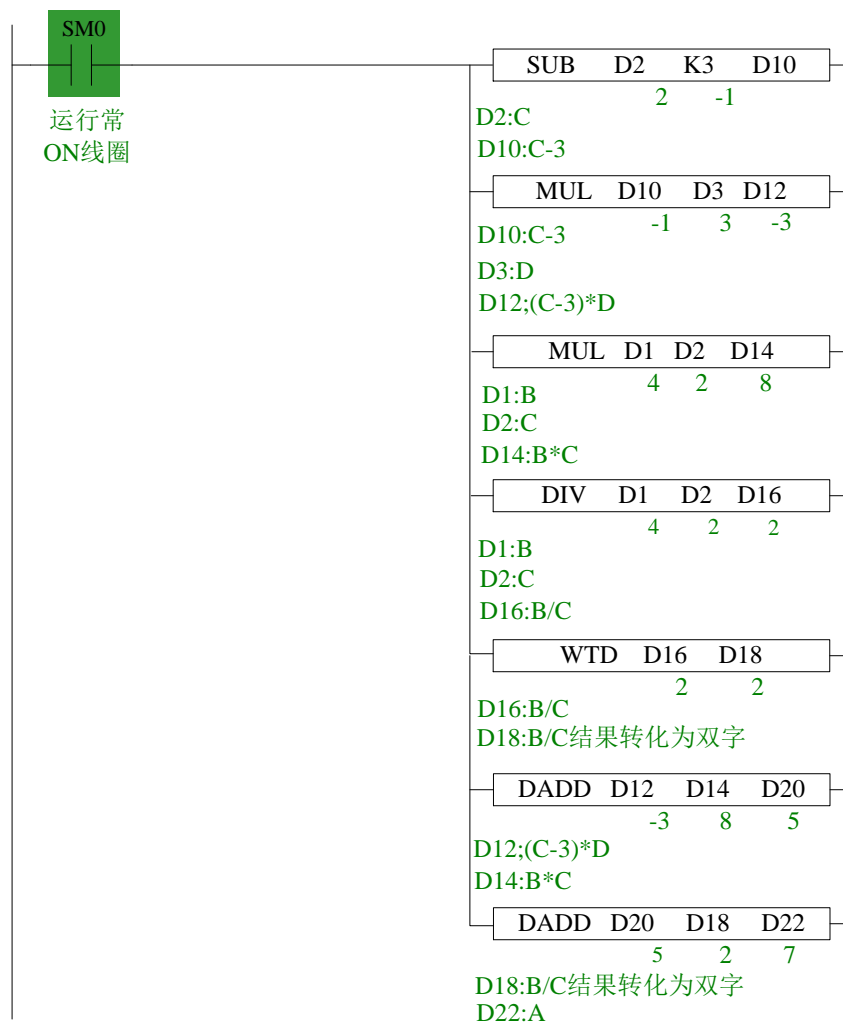 SM0
运行常
ON线圈
SUB D2 K3 D10
2 -1
D2:C
D10:C-3
MUL D10 D3 D12
-1 3 -3
D10:C-3
D3:D
D12;(C-3)*D
MUL D1 D2 D14
4 2 8
D1:B
D2:C
D14:B*C
DIV D1 D2 D16
4 2 2
D1:B
D2:C
D16:B/C
WTD D16 D18
2 2
D16:B/C
D18:B/C结果转化为双字
DADD D12 D14 D20
-3 8 5
D12;(C-3)*D
D14:B*C
DADD D20 D18 D22
5 2 7
D18:B/C结果转化为双字
D22:A